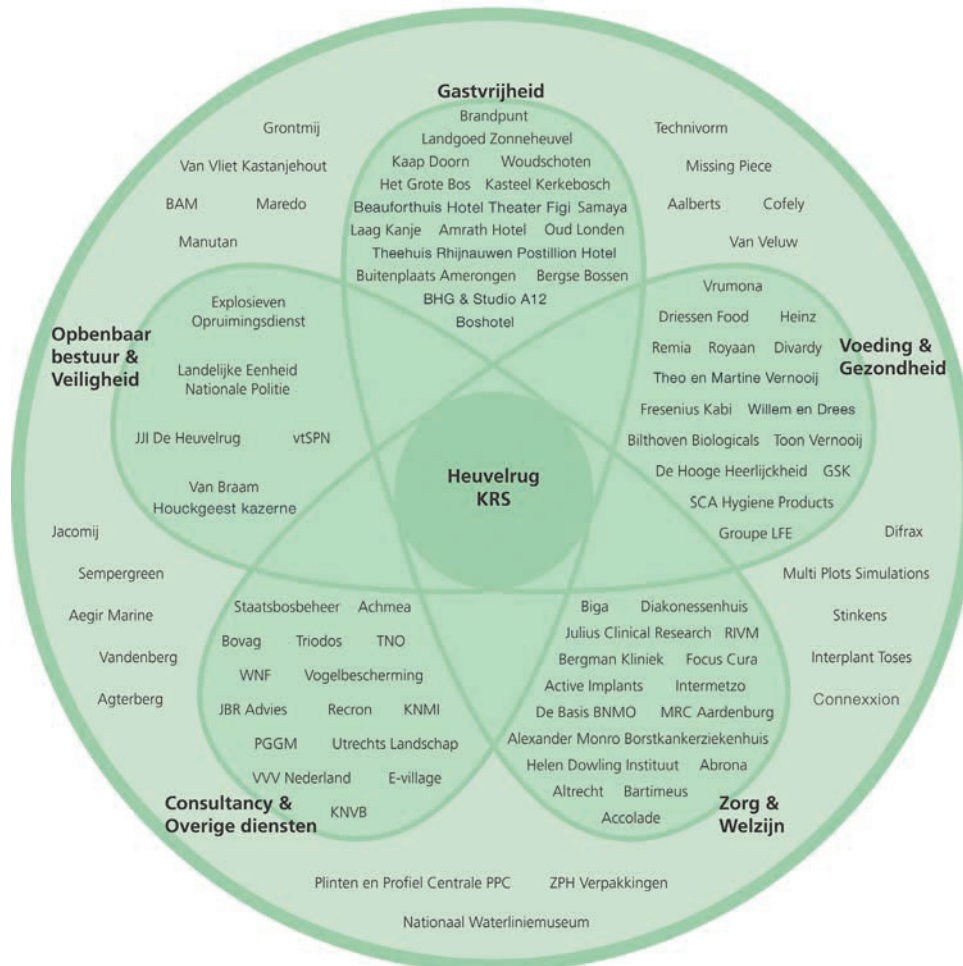 Gastvrijheid
Brandpunt
Landgoed Zonneheuvel
Kaap Doorn Woudschoten
Het Grote Bos Kasteel Kerkebosch
Beauforthuis Hotel Theater Figi Samaya
Laag Kanje Amrath Hotel Oud Londen
Theehuis Rhijnauwen Postillion Hotel
Buitenplaats Amerongen Bergse Bossen
BHG & Studio A12
Boshotel
Grontmij
Van Vliet Kastanjehout
BAM Maredo
Manutan
Technivorm
Missing Piece
Aalberts Cofely
Van Veluw
Opbenbaar
bestuur &
Veiligheid
Explosieven
Opruimingsdienst
Landelijke Eenheid
Nationale Politie
JJI De Heuvelrug vtSPN
Van Braam
Houckgeest kazerne
Heuvelrug
KRS
Voeding &
Gezondheid
Vrumona
Driessen Food Heinz
Remia Royaan Divardy
Theo en Martine Vernooij
Fresenius Kabi Willem en Drees
Bilthoven Biologicals Toon Vernooij
De Hooge Heerlijckheid GSK
SCA Hygiene Products
Groupe LFE
Jacomij
Sempergreen
Aegir Marine
Vandenberg
Agterberg
Difrax
Multi Plots Simulations
Stinkens
Interplant Toses
Connexxion
Staatsbosbeheer Achmea
Bovag Triodos TNO
WNF Vogelbescherming
JBR Advies Recron KNMI
PGGM Utrechts Landschap
VVV Nederland E-village
KNVB
Consultancy &
Overige diensten
Biga Diakonessenhuis
Julius Clinical Research RIVM
Bergman Kliniek Focus Cura
Active Implants Intermetzo
De Basis BNMO MRC Aardenburg
Alexander Monro Borstkankerziekenhuis
Helen Dowling Instituut Abrona
Altrecht Bartimeus
Accolade
Zorg &
Welzijn
Plinten en Profiel Centrale PPC ZPH Verpakkingen
Nationaal Waterliniemuseum